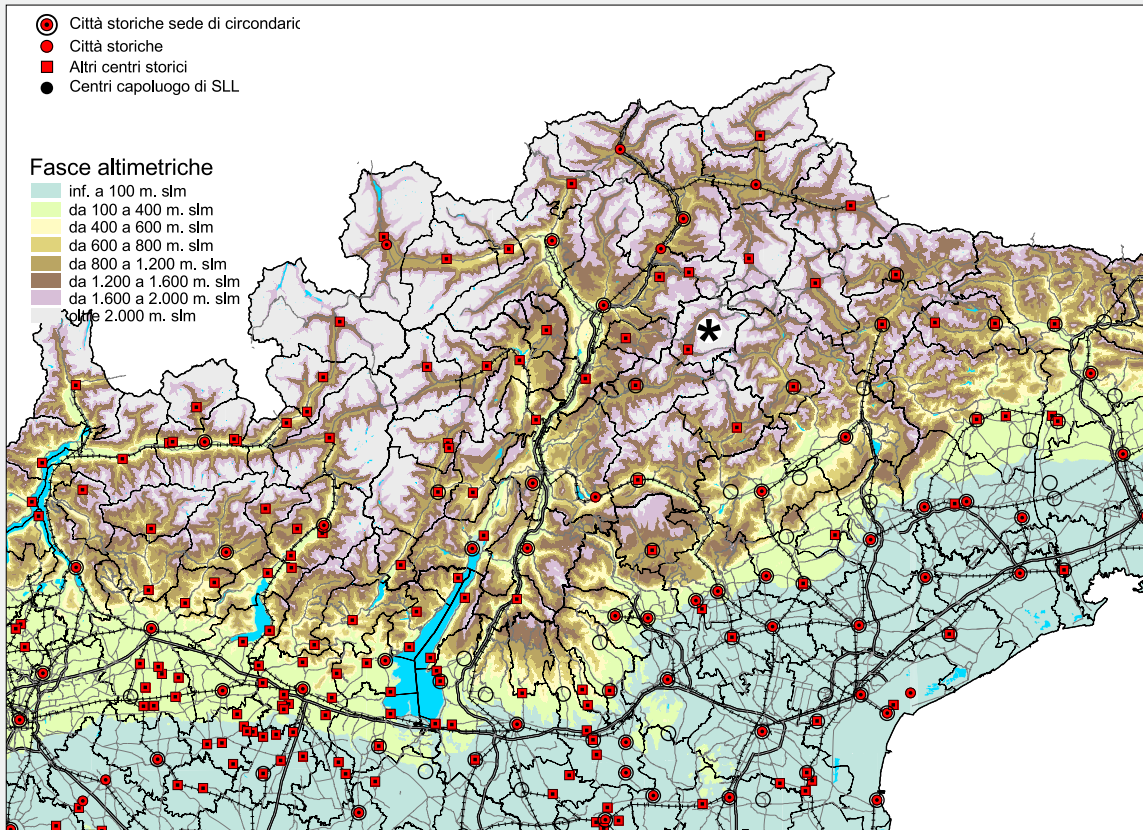 Città storiche sede di circondaric
Città storiche
Altri centri storici
Centri capoluogo di SLL
Fasce altimetriche
inf. a 100 m. slm
da 100 a 400 m. slm
da 400 a 600 m. slm
da 600 a 800 m. slm
da 800 a 1.200 m. slm
da 1.200 a 1.600 m. slm
da 1.600 a 2.000 m. slm
oltre 2.000 m. slm
*